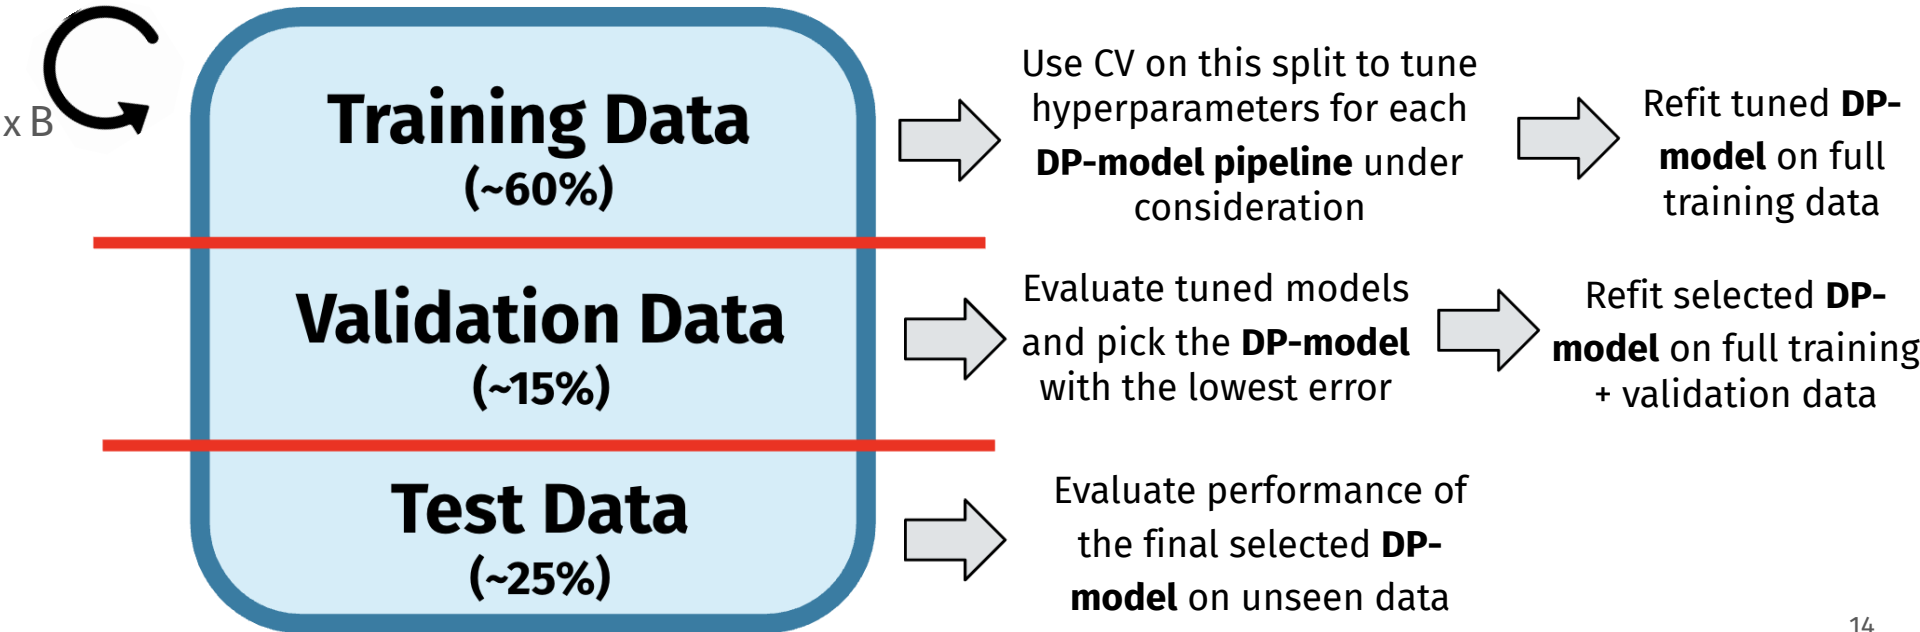 x B
Training Data
(~60%)
Use CV on this split to tune
hyperparameters for each
DP-model pipeline under
consideration
Refit tuned DP-
model on full
training data
Validation Data
(~15%)
Evaluate tuned models
and pick the DP-model
with the lowest error
Refit selected DP-
model on full training
+ validation data
Test Data
(~25%)
Evaluate performance of
the final selected DP-
model on unseen data
14